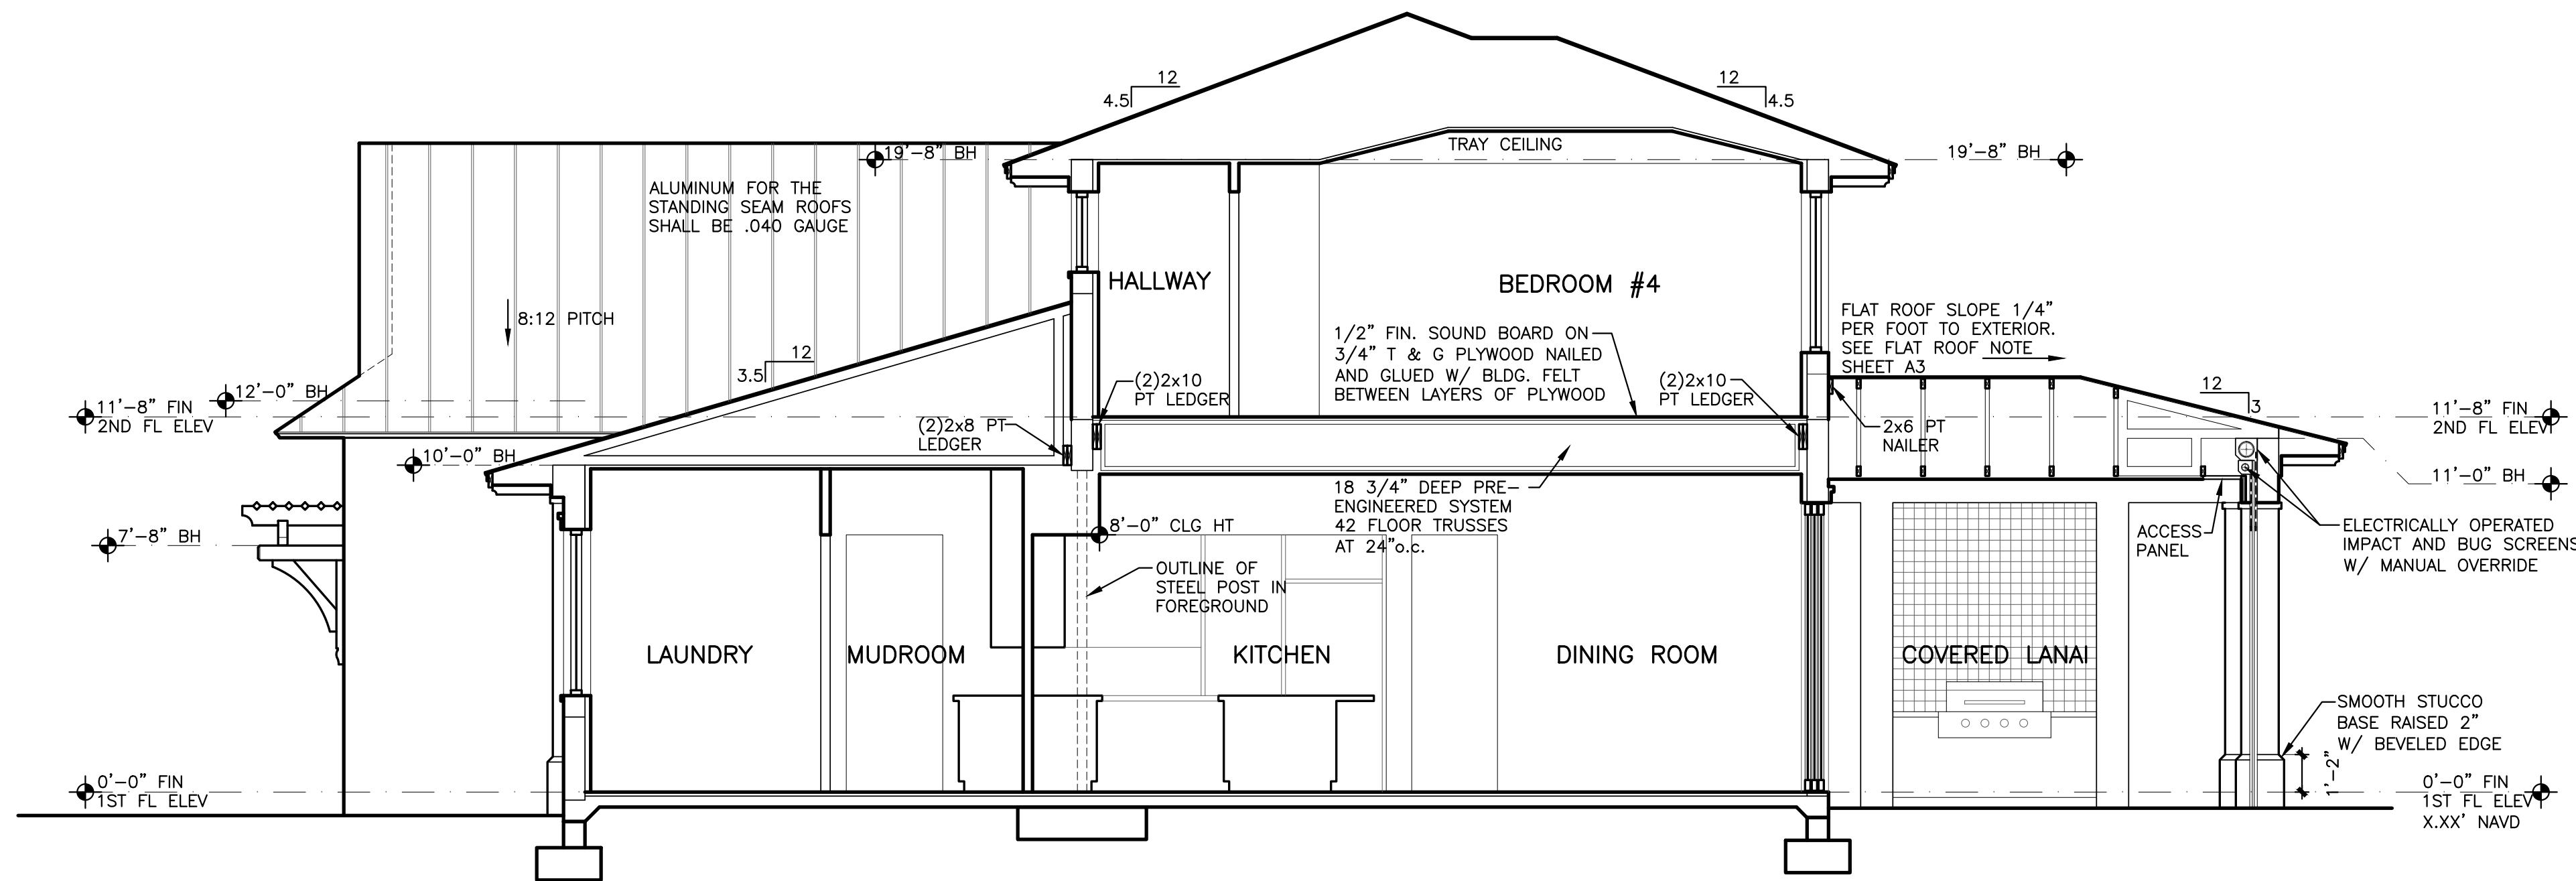 12
4.5
12
4.5
TRAY CEILING
19'-8" BH
19'-8" BH
ALUMINUM FOR THE
STANDING SEAM ROOFS
SHALL BE .040 GAUGE
8:12 PITCH
HALLWAY
BEDROOM #4
12
3.5
1/2" FIN. SOUND BOARD ON
3/4" T & G PLYWOOD NAILED
AND GLUED W/ BLDG. FELT
BETWEEN LAYERS OF PLYWOOD
FLAT ROOF SLOPE 1/4"
PER FOOT TO EXTERIOR.
SEE FLAT ROOF NOTE
SHEET A3
12'-0" BH
11'-8" FIN
2ND FL ELEV
(2)2x10
PT LEDGER
(2)2x10
PT LEDGER
12
3
11'-8" FIN
2ND FL ELEV
(2)2x8 PT
LEDGER
2x6 PT
NAILER
10'-0" BH
11'-0" BH
18 3/4" DEEP PRE-
ENGINEERED SYSTEM
42 FLOOR TRUSSES
AT 24"o.c.
7'-8" BH
8'-0" CLG HT
ACCESS
PANEL
ELECTRICALLY OPERATED
IMPACT AND BUG SCREENS
W/ MANUAL OVERRIDE
OUTLINE OF
STEEL POST IN
FOREGROUND
LAUNDRY
MUDROOM
KITCHEN
DINING ROOM
COVERED LANAI
SMOOTH STUCCO
BASE RAISED 2"
W/ BEVELED EDGE
1'-2"
0'-0" FIN
1ST FL ELEV
0'-0" FIN
1ST FL ELEV
X.XX' NAVD